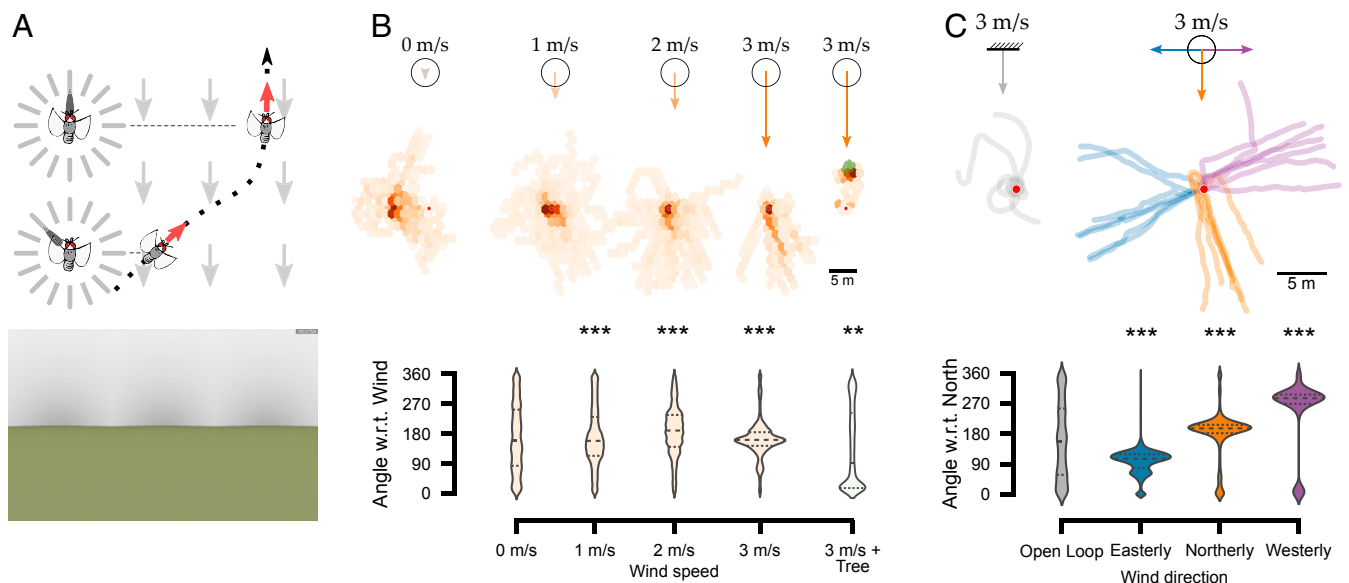 A
B
C
0 m/s 1 m/s 2 m/s 3 m/s 3 m/s
3 m/s 3 m/s
5 m
5 m
*** *** *** **
*** *** ***
Angle w.r.t. Wind
360
270
180
90
0
0 m/s 1 m/s 2 m/s 3 m/s 3 m/s +
Tree
Wind speed
Angle w.r.t. North
360
270
180
90
0
Open Loop Easterly Northerly Westerly
Wind direction